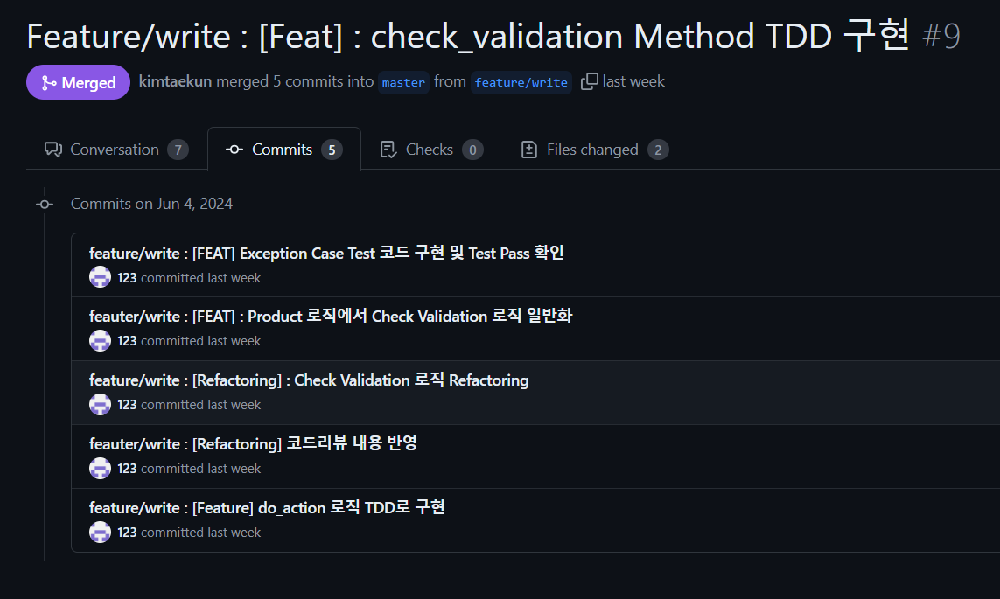 Feature/write : [Feat] : check_validation Method TDD 구현 #9
Merged kimtaekun merged 5 commits into master from feature/write last week
Conversation 7 Commits 5 Checks 0 Files changed 2
Commits on Jun 4, 2024
feature/write : [FEAT] Exception Case Test 코드 구현 및 Test Pass 확인
123 committed last week
feauter/write : [FEAT] : Product 로직에서 Check Validation 로직 일반화
123 committed last week
feature/write : [Refactoring] : Check Validation 로직 Refactoring
123 committed last week
feauter/write : [Refactoring] 코드리뷰 내용 반영
123 committed last week
feature/write : [Feature] do_action 로직 TDD로 구현
123 committed last week